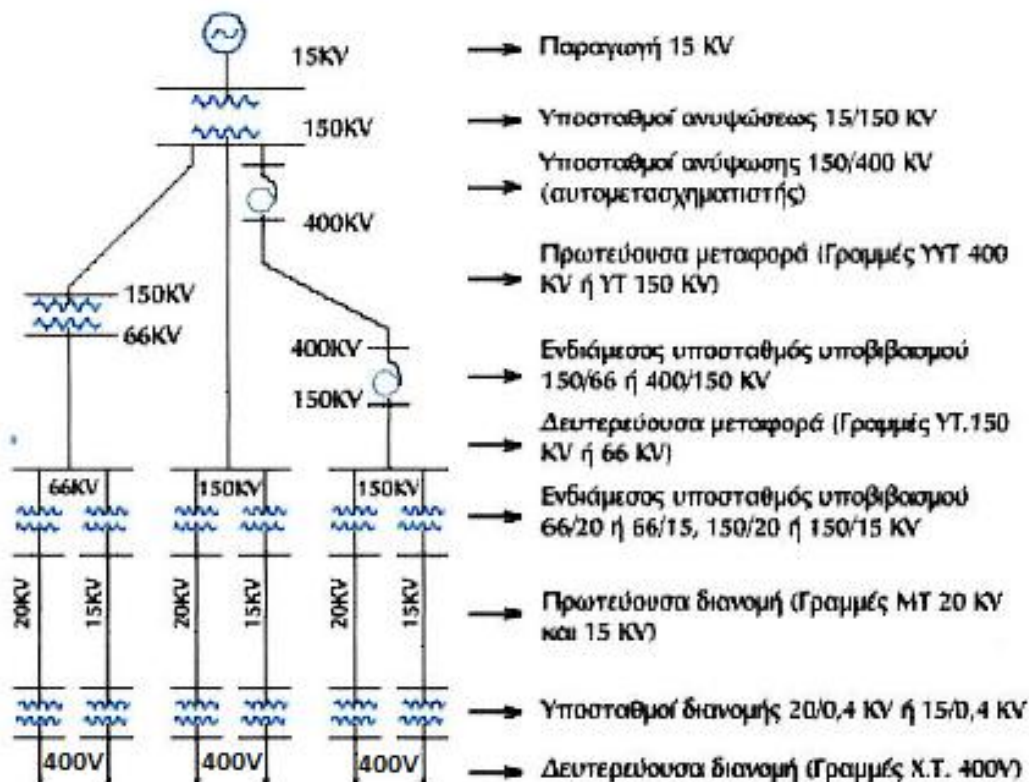 15KV
→ Παραγωγή 15 KV
150KV
→ Υποσταθμοί ανυψώσεως 15/150 KV
→ Υποσταθμοί ανύψωσης 150/400 KV
(αυτομετασχηματιστής)
400KV
→ Πρωτεύουσα μεταφορά (Γραμμές ΥΥΤ 400
KV ή ΥΤ 150 KV)
150KV
66KV
400KV
150KV
→ Ενδιάμεσος υποσταθμός υποβιβασμού
150/66 ή 400/150 KV
→ Δευτερεύουσα μεταφορά (Γραμμές ΥΤ.150
KV ή 66 KV)
66KV 150KV 150KV
→ Ενδιάμεσος υποσταθμός υποβιβασμού
66/20 ή 66/15, 150/20 ή 150/15 KV
20KV 15KV 20KV 15KV 20KV 15KV
→ Πρωτεύουσα διανομή (Γραμμές ΜΤ 20 KV
και 15 KV)
→ Υποσταθμοί διανομής 20/0,4 KV ή 15/0,4 KV
400V 400V 400V
→ Δευτερεύουσα διανομή (Γραμμές Χ.Τ. 400V)